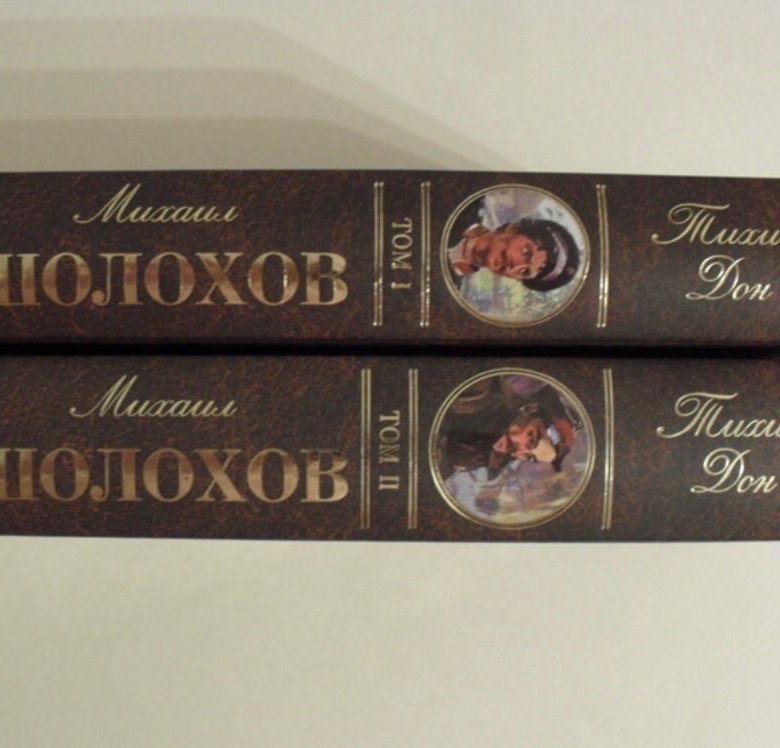 Михаил
ШОЛОХОВ
ТОМ I
Тихи
Дон
Михаил
ШОЛОХОВ
ТОМ II
Тихи
Дон